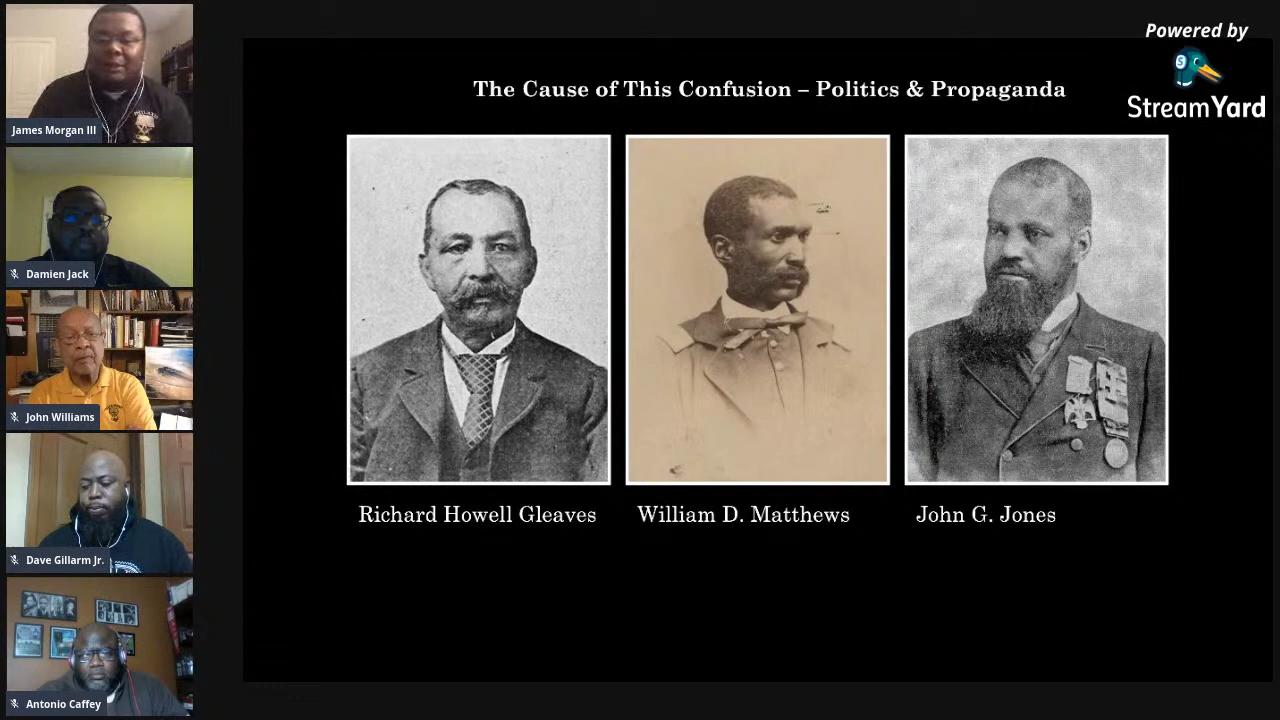 James Morgan III
Damien Jack
John Williams
Dave Gillarm Jr.
Antonio Caffey
The Cause of This Confusion – Politics & Propaganda
Richard Howell Gleaves
William D. Matthews
John G. Jones
Powered by
StreamYard